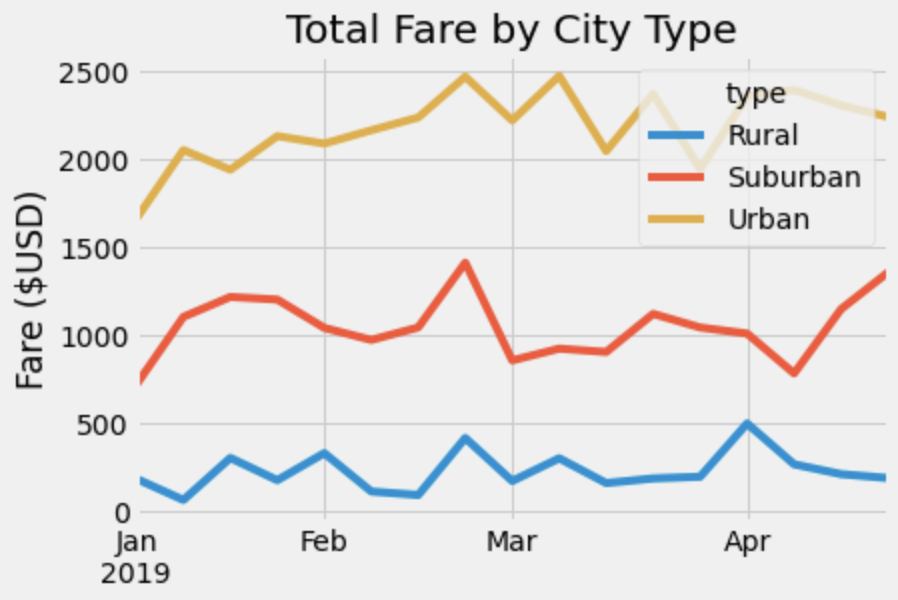 Total Fare by City Type
Fare ($USD)
2500
2000
1500
1000
500
0
type
Rural
Suburban
Urban
Jan Feb Mar Apr
2019